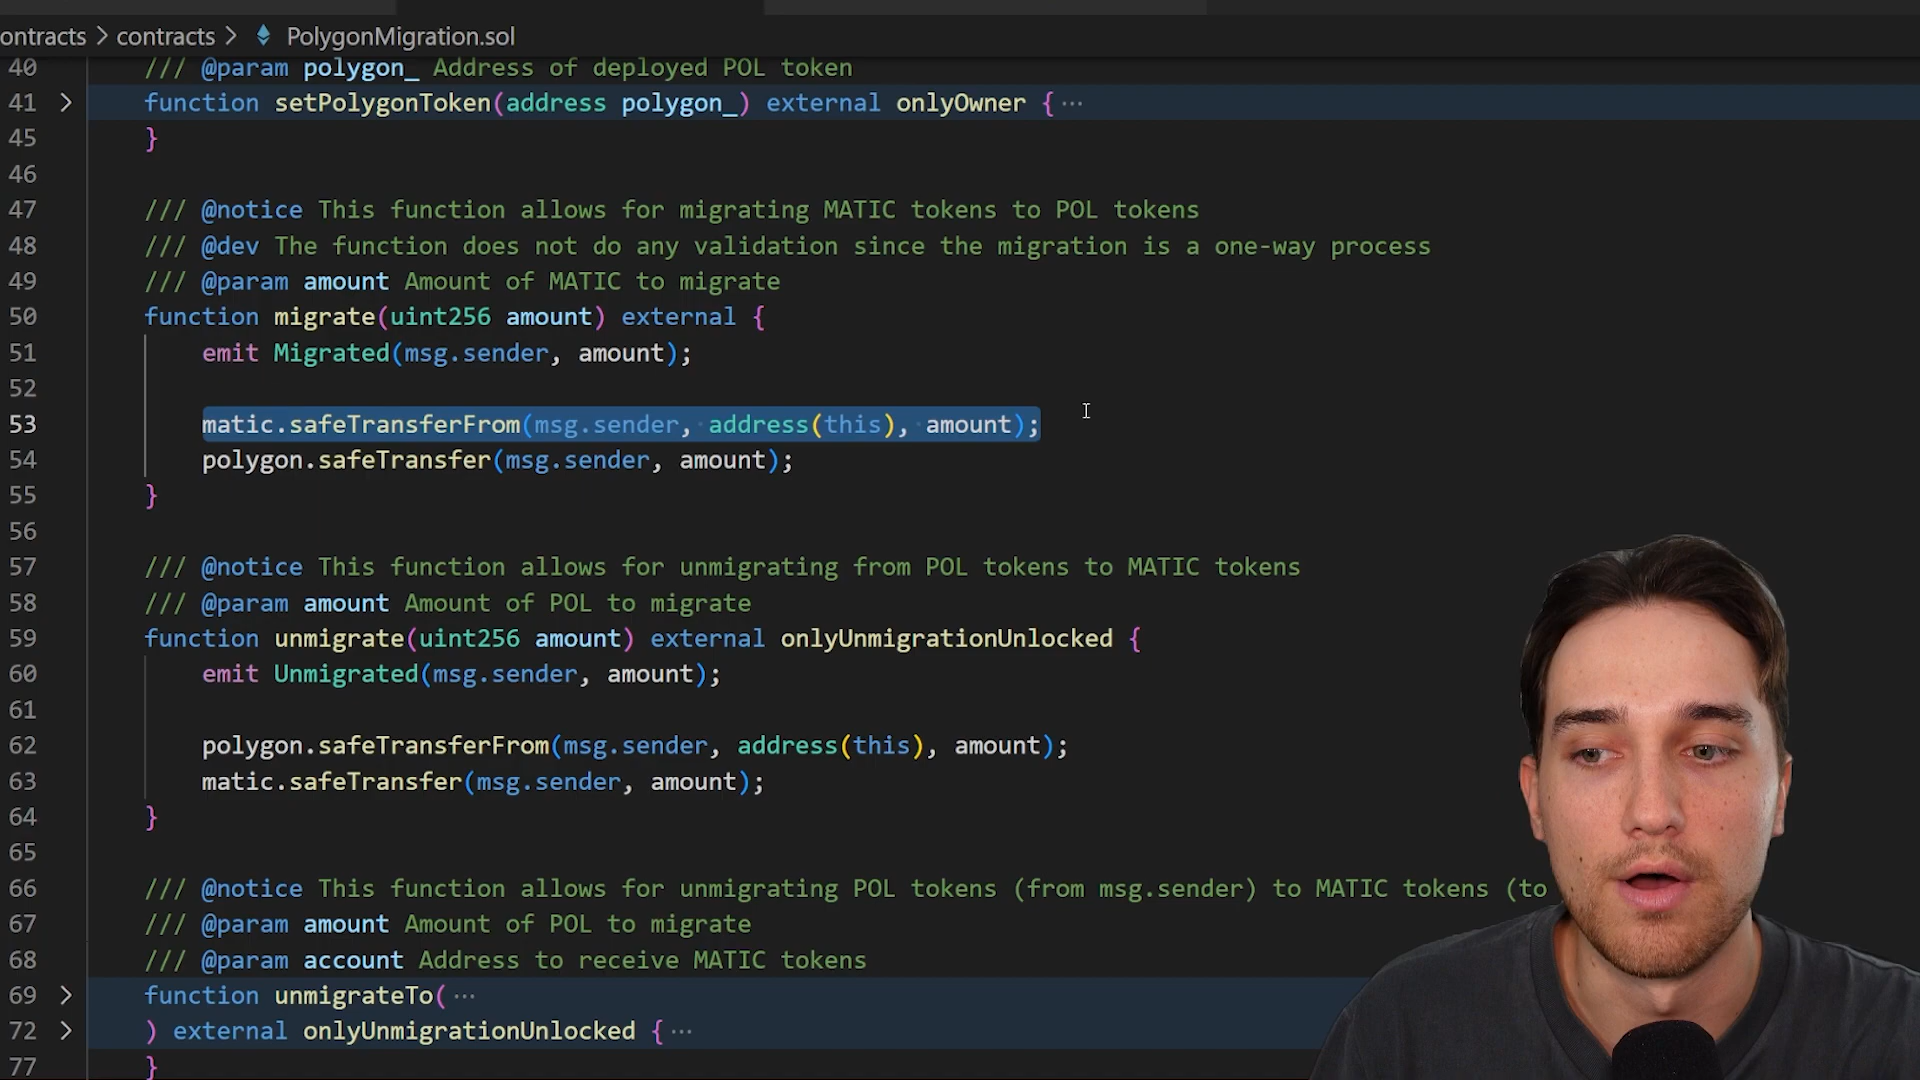 ontracts > contracts > PolygonMigration.sol
40 /// @param polygon_ Address of deployed POL token
41 > function setPolygonToken(address polygon_) external onlyOwner { ...
45 }
46
47 /// @notice This function allows for migrating MATIC tokens to POL tokens
48 /// @dev The function does not do any validation since the migration is a one-way process
49 /// @param amount Amount of MATIC to migrate
50 function migrate(uint256 amount) external {
51 emit Migrated(msg.sender, amount);
52
53 matic.safeTransferFrom(msg.sender, address(this), amount);
54 polygon.safeTransfer(msg.sender, amount);
55 }
56
57 /// @notice This function allows for unmigrating from POL tokens to MATIC tokens
58 /// @param amount Amount of POL to migrate
59 function unmigrate(uint256 amount) external onlyUnmigrationUnlocked {
60 emit Unmigrated(msg.sender, amount);
61
62 polygon.safeTransferFrom(msg.sender, address(this), amount);
63 matic.safeTransfer(msg.sender, amount);
64 }
65
66 /// @notice This function allows for unmigrating POL tokens (from msg.sender) to MATIC tokens (to
67 /// @param amount Amount of POL to migrate
68 /// @param account Address to receive MATIC tokens
69 > function unmigrateTo( ...
72 > ) external onlyUnmigrationUnlocked { ...
77 }